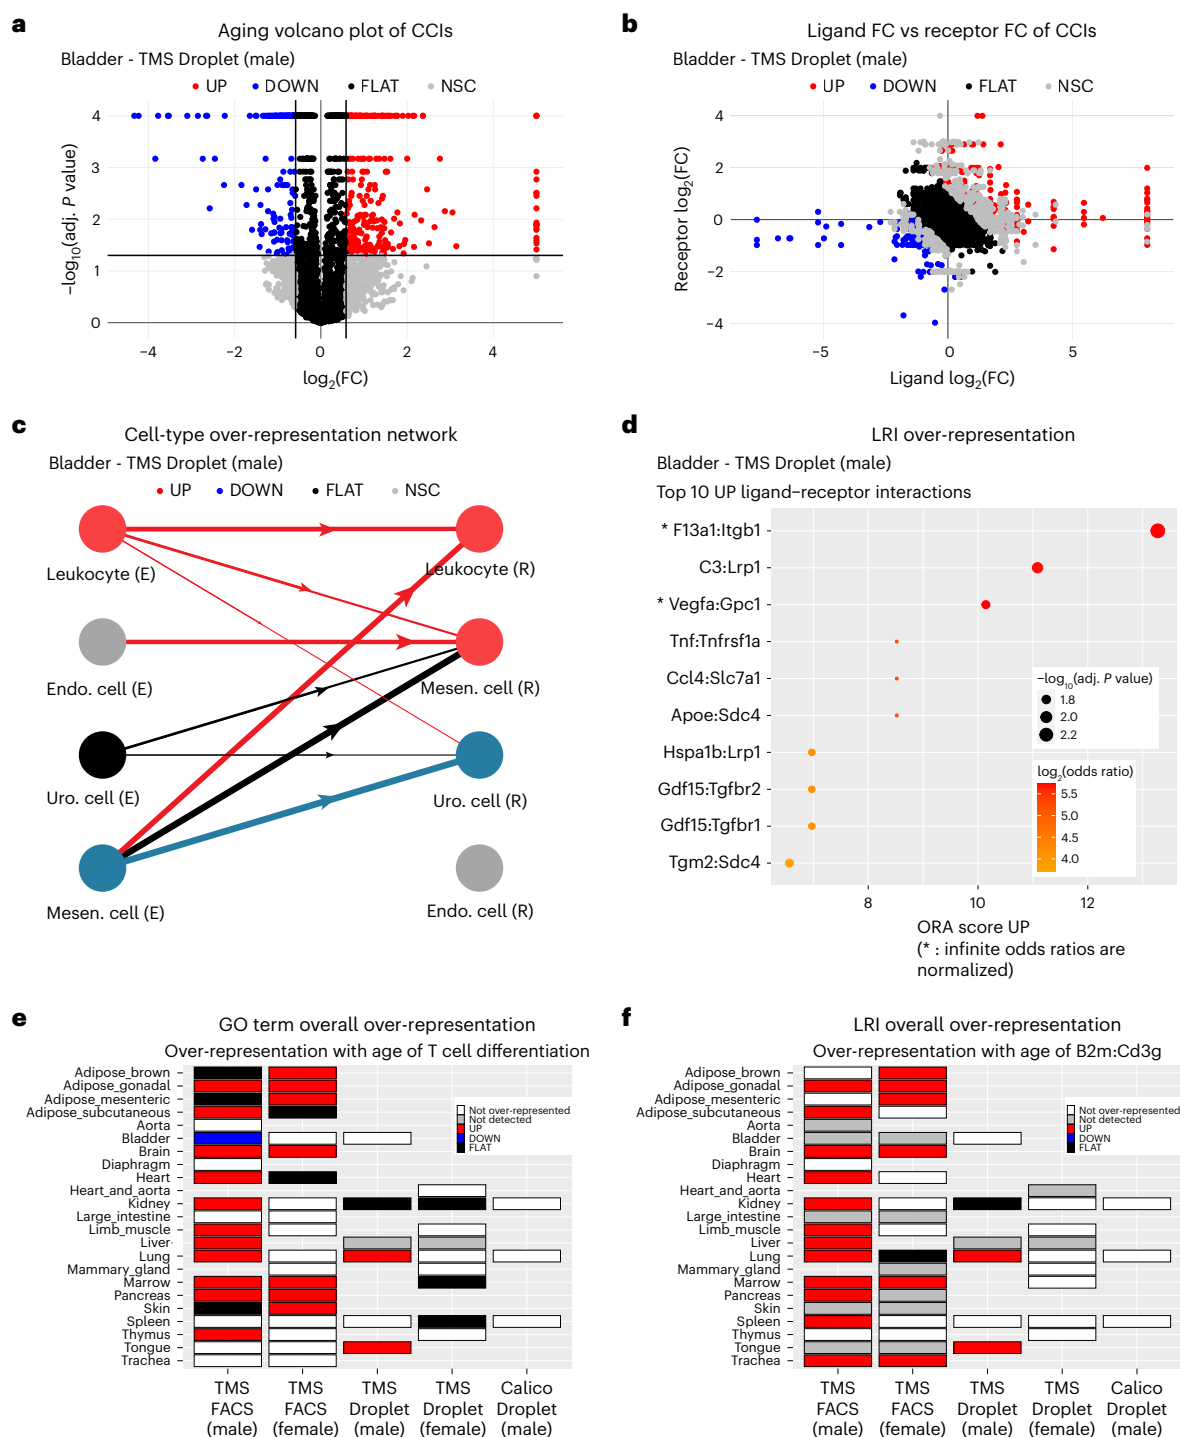 a
Aging volcano plot of CCIs
Bladder - TMS Droplet (male)
UP DOWN FLAT NSC
4
3
2
1
0
−log10(adj. P value)
−4 −2 0 2 4
log2(FC)
b
Ligand FC vs receptor FC of CCIs
Bladder - TMS Droplet (male)
UP DOWN FLAT NSC
4
2
0
−2
−4
Receptor log2(FC)
−5 0 5
Ligand log2(FC)
c
Cell-type over-representation network
Bladder - TMS Droplet (male)
UP DOWN FLAT NSC
Leukocyte (E)
Leukocyte (R)
Endo. cell (E)
Mesen. cell (R)
Uro. cell (E)
Uro. cell (R)
Mesen. cell (E)
Endo. cell (R)
d
LRI over-representation
Bladder - TMS Droplet (male)
Top 10 UP ligand–receptor interactions
* F13a1:Itgb1
C3:Lrp1
* Vegfa:Gpc1
Tnf:Tnfrsf1a
Ccl4:Slc7a1
Apoe:Sdc4
Hspa1b:Lrp1
Gdf15:Tgfbr2
Gdf15:Tgfbr1
Tgm2:Sdc4
−log10(adj. P value)
1.8
2.0
2.2
log2(odds ratio)
5.5
5.0
4.5
4.0
8 10 12
ORA score UP
(* : infinite odds ratios are
normalized)
e
GO term overall over-representation
Over-representation with age of T cell differentiation
Adipose_brown
Adipose_gonadal
Adipose_mesenteric
Adipose_subcutaneous
Aorta
Bladder
Brain
Diaphragm
Heart
Heart_and_aorta
Kidney
Large_intestine
Limb_muscle
Liver
Lung
Mammary_gland
Marrow
Pancreas
Skin
Spleen
Thymus
Tongue
Trachea
Not over-represented
Not detected
UP
DOWN
FLAT
TMS FACS (male)
TMS FACS (female)
TMS Droplet (male)
TMS Droplet (female)
Calico Droplet (male)
f
LRI overall over-representation
Over-representation with age of B2m:Cd3g
Adipose_brown
Adipose_gonadal
Adipose_mesenteric
Adipose_subcutaneous
Aorta
Bladder
Brain
Diaphragm
Heart
Heart_and_aorta
Kidney
Large_intestine
Limb_muscle
Liver
Lung
Mammary_gland
Marrow
Pancreas
Skin
Spleen
Thymus
Tongue
Trachea
Not over-represented
Not detected
UP
DOWN
FLAT
TMS FACS (male)
TMS FACS (female)
TMS Droplet (male)
TMS Droplet (female)
Calico Droplet (male)